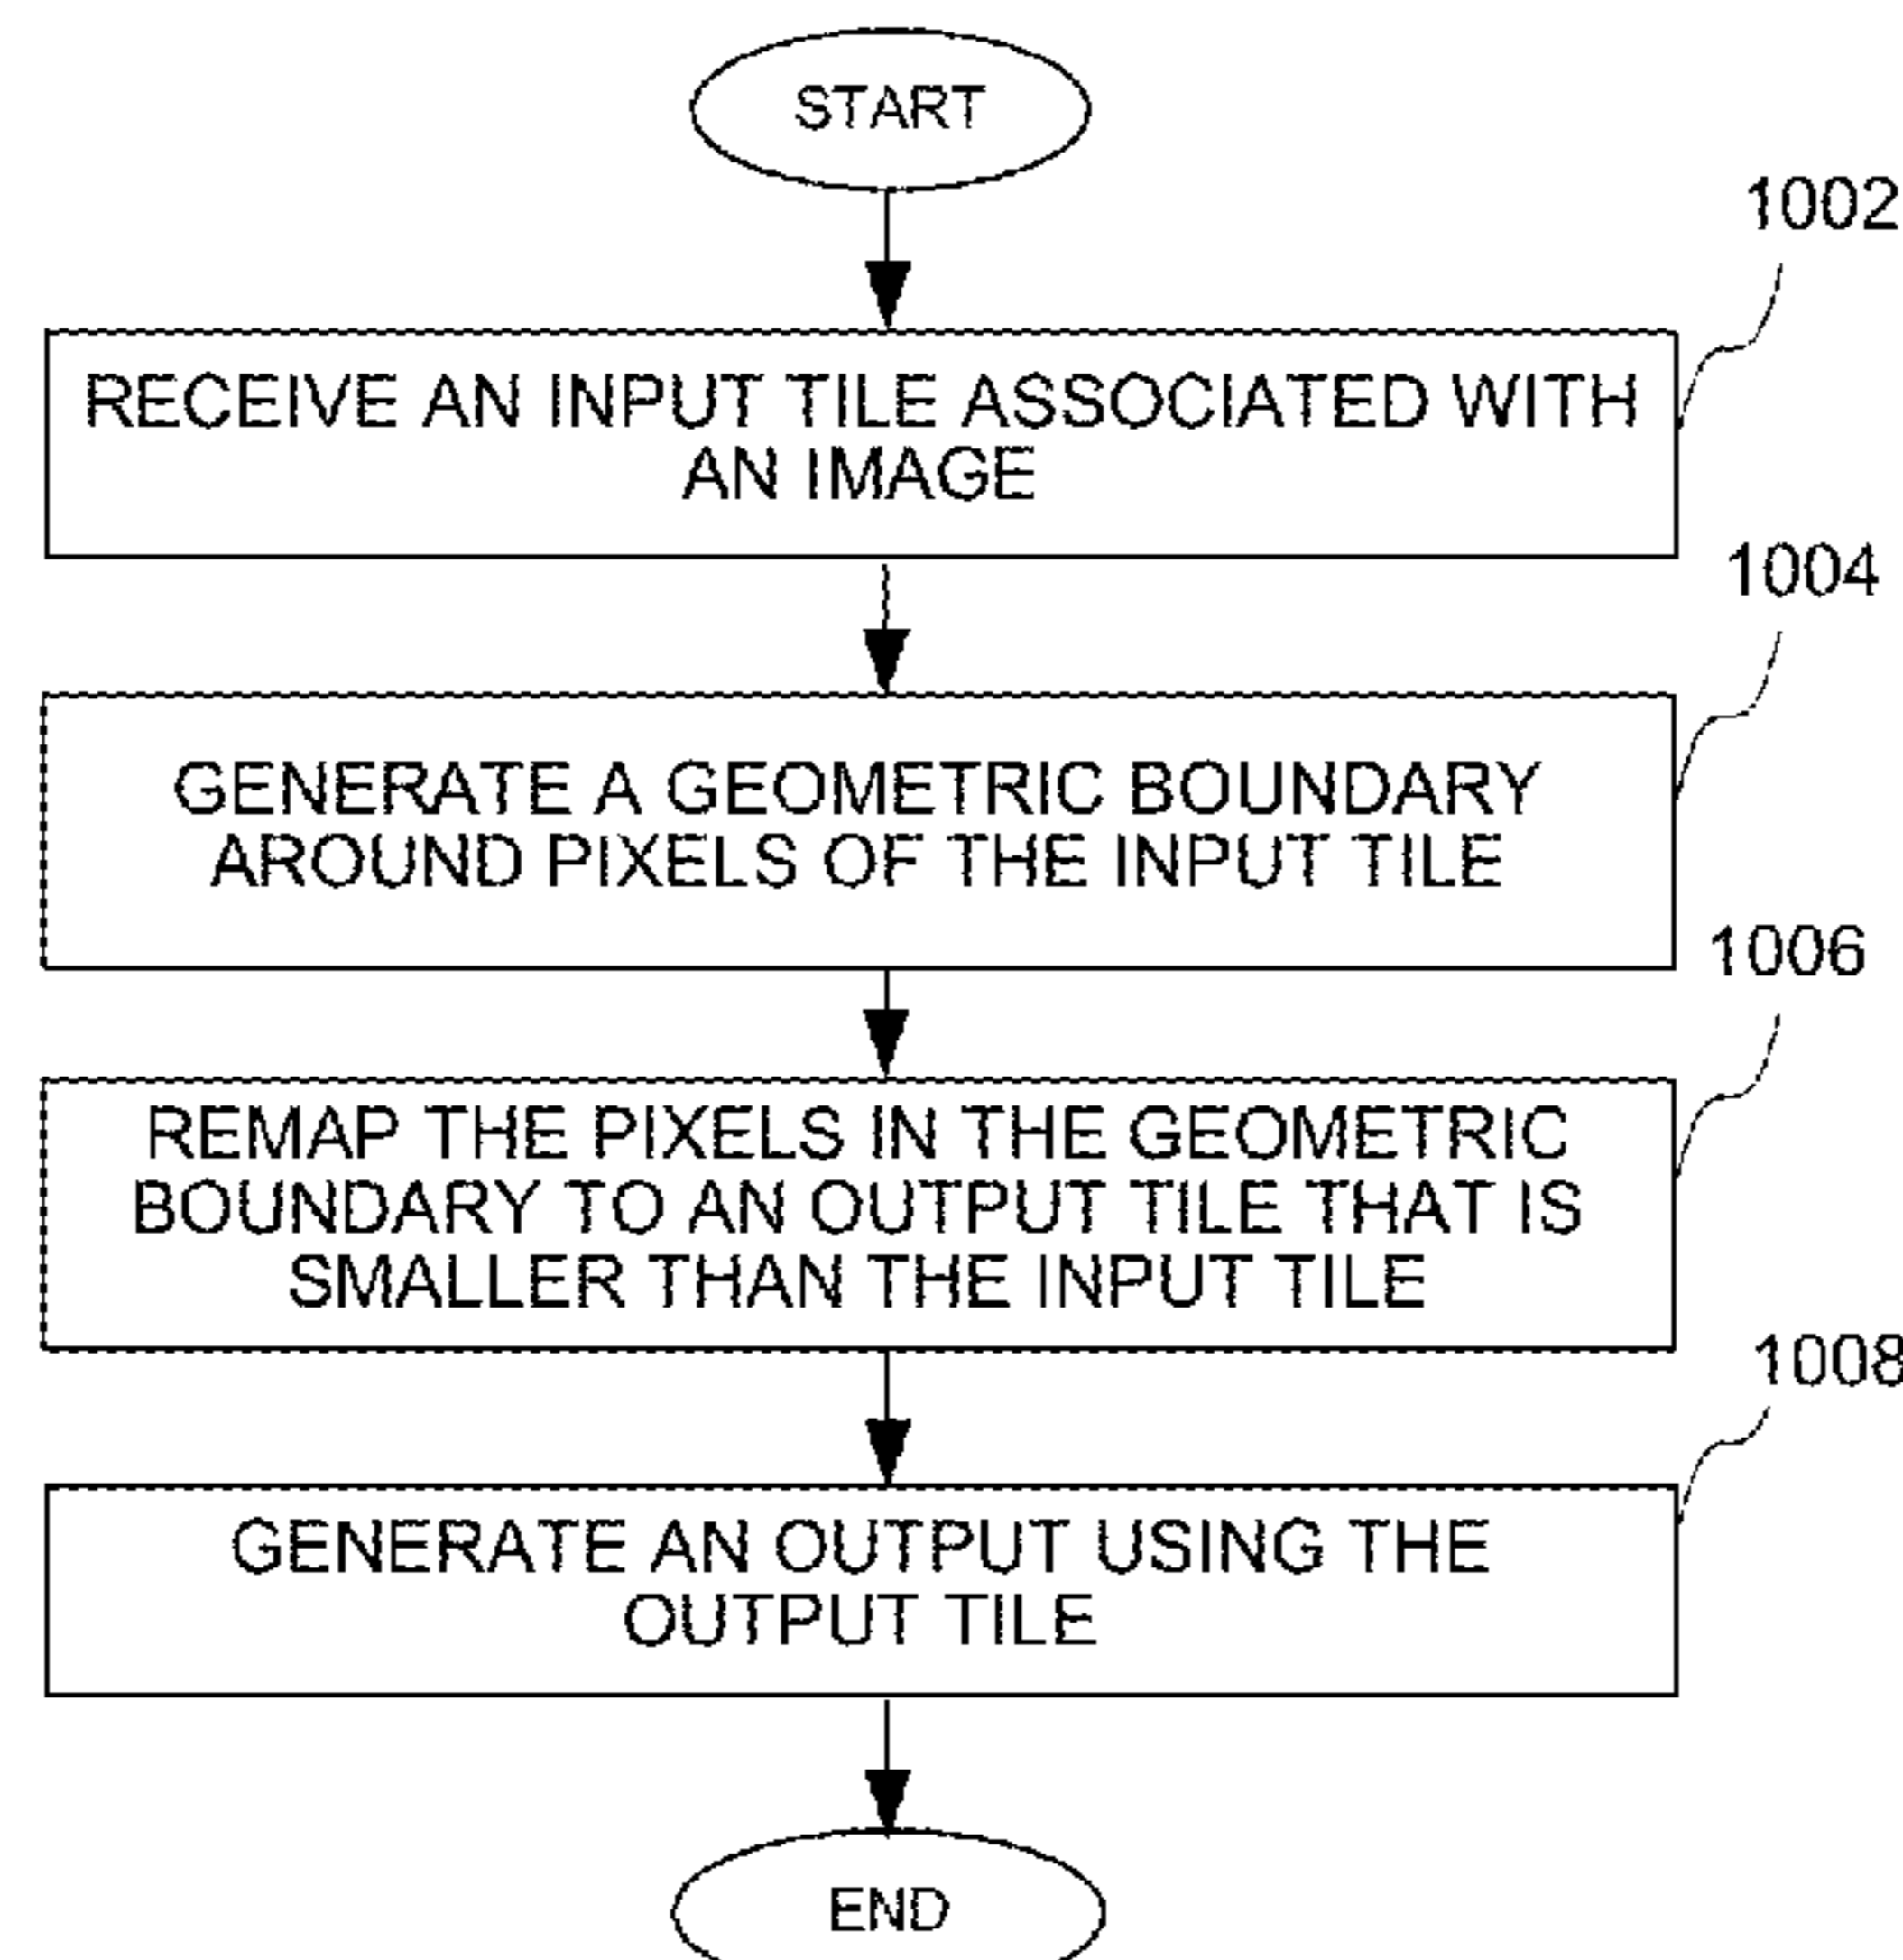 START
1002
RECEIVE AN INPUT TILE ASSOCIATED WITH
AN IMAGE
1004
GENERATE A GEOMETRIC BOUNDARY
AROUND PIXELS OF THE INPUT TILE
1006
REMAP THE PIXELS IN THE GEOMETRIC
BOUNDARY TO AN OUTPUT TILE THAT IS
SMALLER THAN THE INPUT TILE
1008
GENERATE AN OUTPUT USING THE
OUTPUT TILE
END